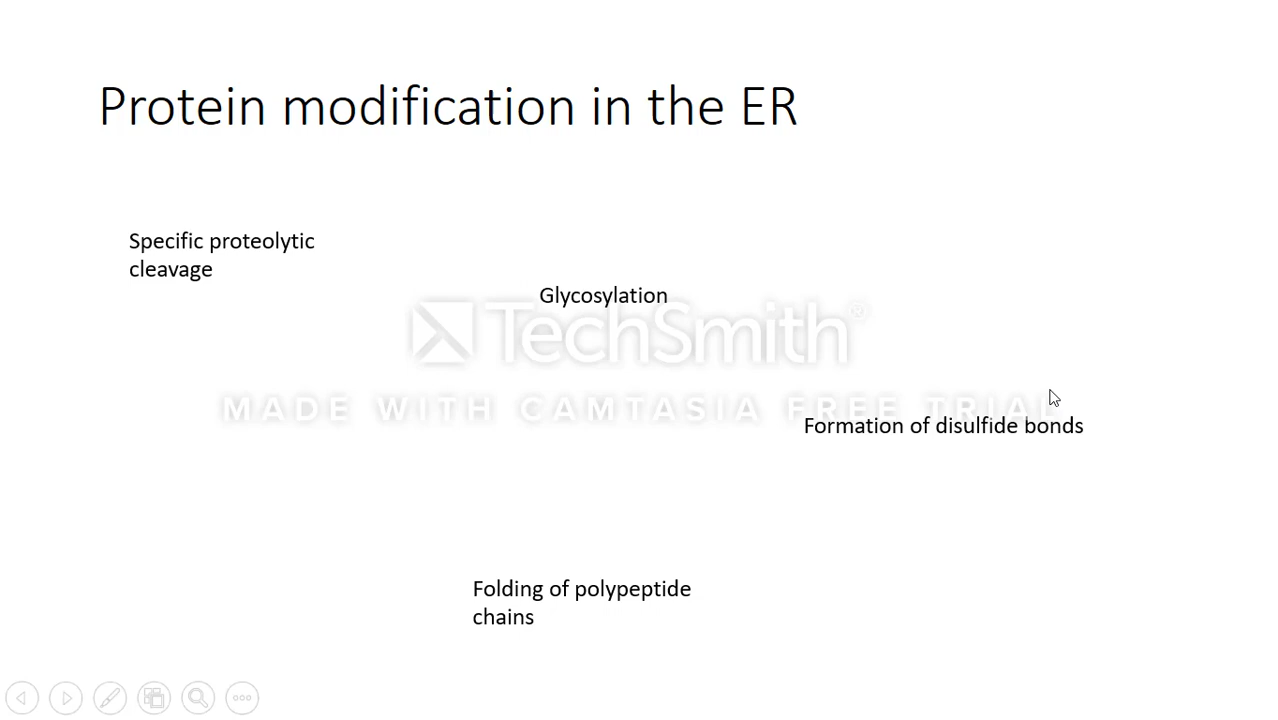 Protein modification in the ER
Specific proteolytic
cleavage
Glycosylation
TechSmith®
MADE WITH CAMTASIA FREE TRIAL
Formation of disulfide bonds
Folding of polypeptide
chains